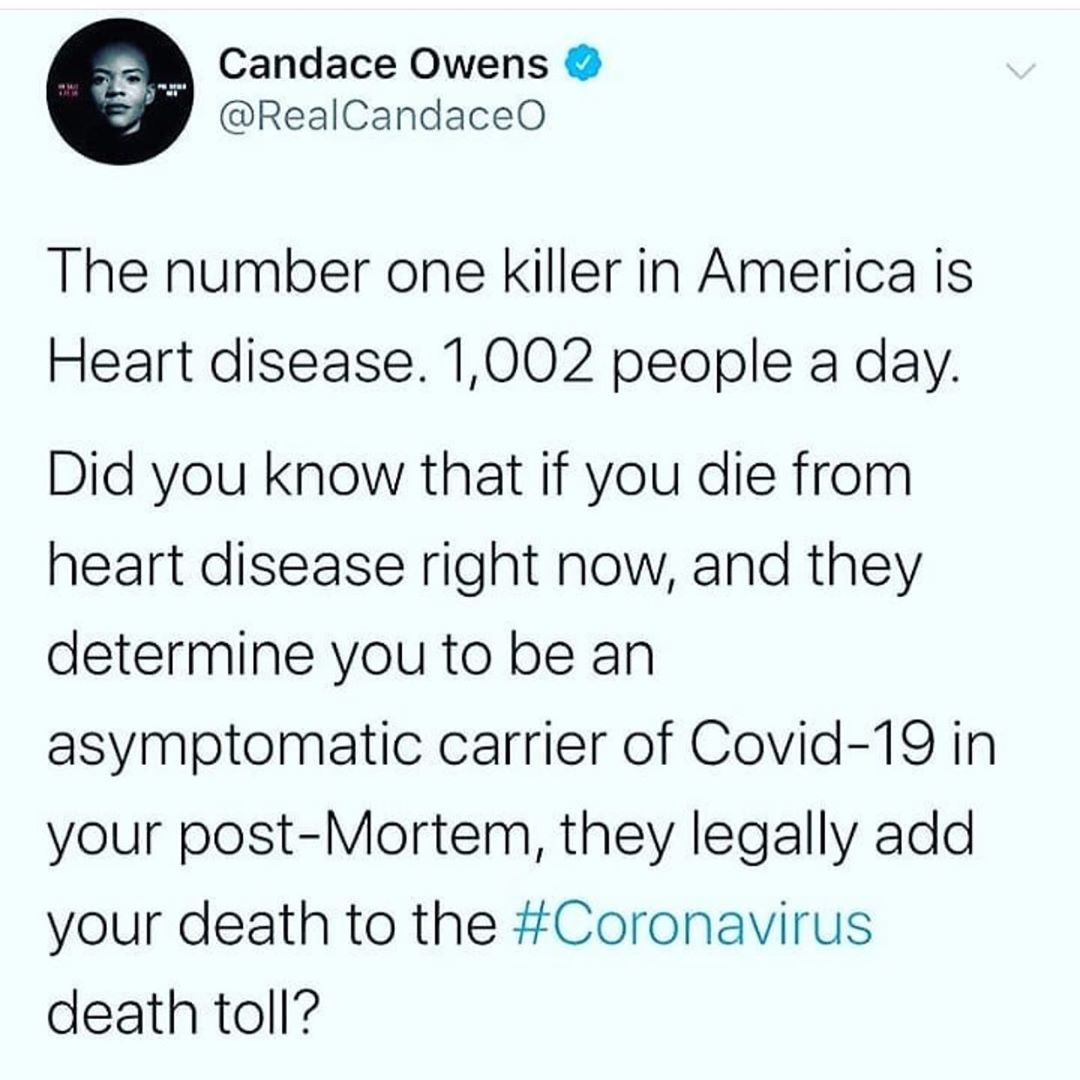 Candace Owens
@RealCandaceO
The number one killer in America is
Heart disease. 1,002 people a day.
Did you know that if you die from
heart disease right now, and they
determine you to be an
asymptomatic carrier of Covid-19 in
your post-Mortem, they legally add
your death to the #Coronavirus
death toll?